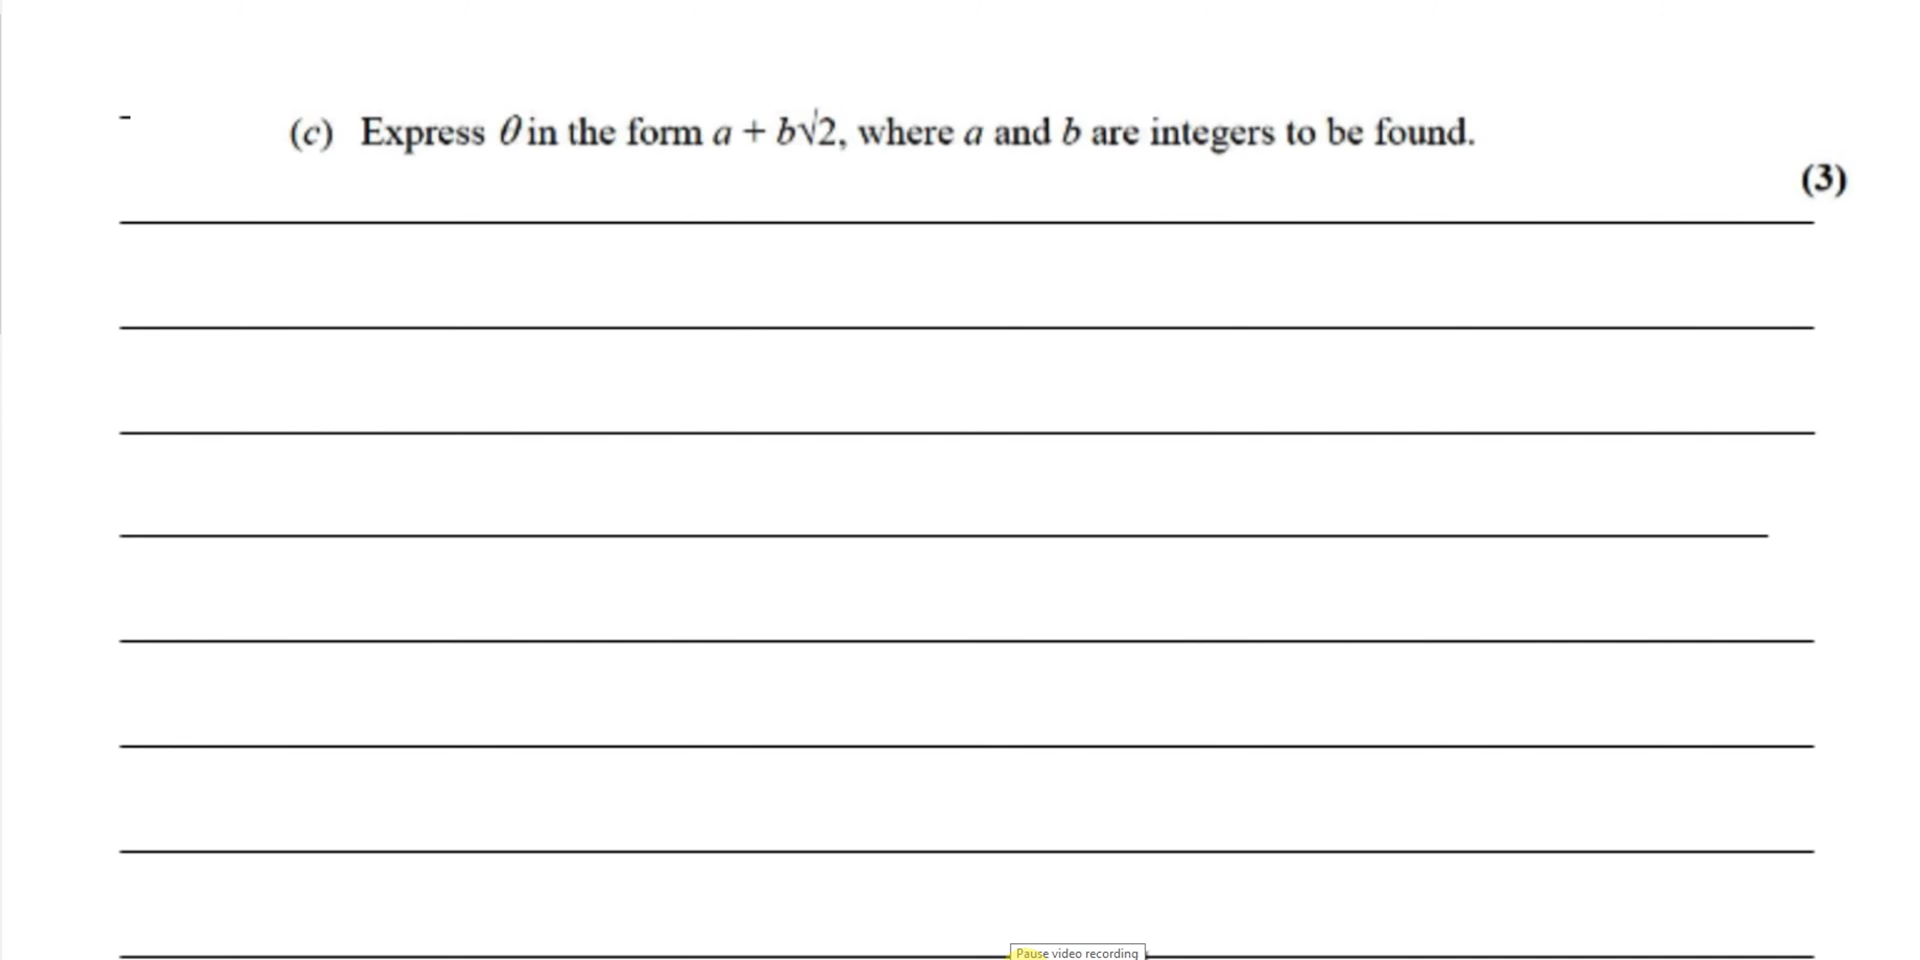 (c) Express θ in the form a + b√2, where a and b are integers to be found.
(3)
Pause video recording